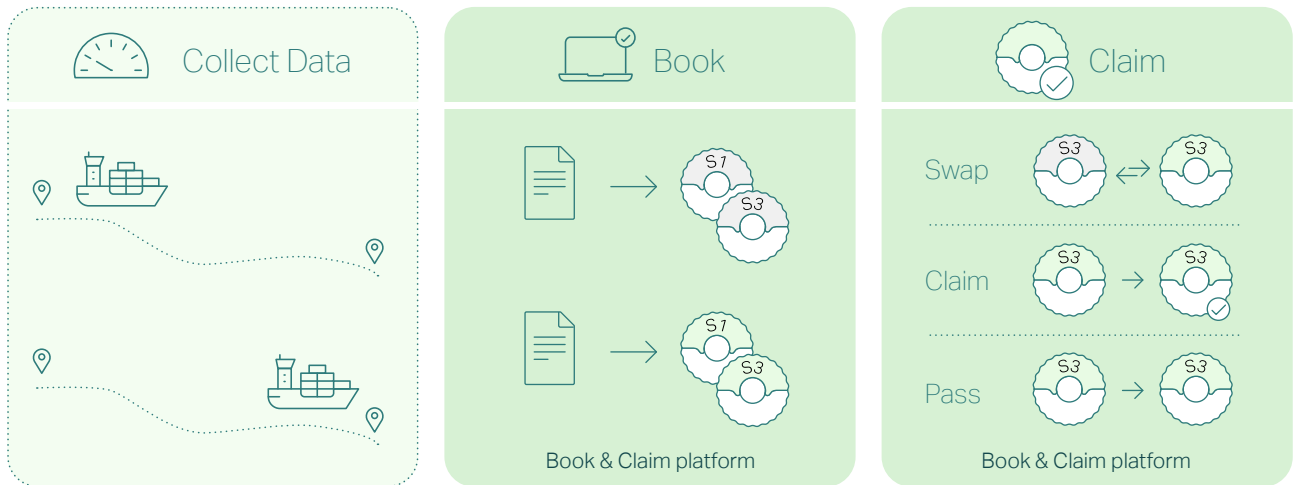 Collect Data
Book
S1
S3
S1
S3
Book & Claim platform
Claim
Swap
S3
S3
Claim
S3
S3
Pass
S3
S3
Book & Claim platform